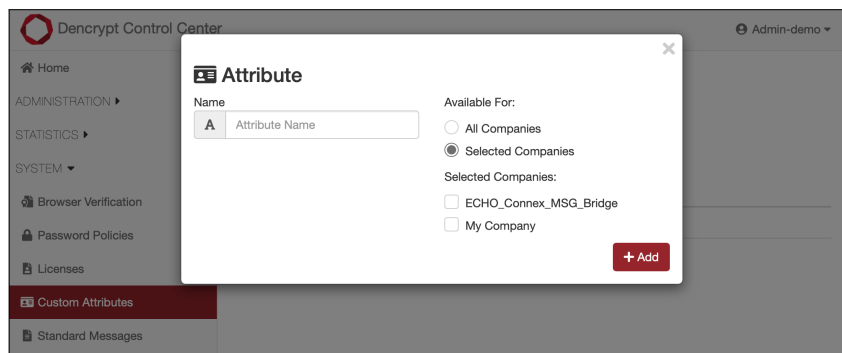 Dencrypt Control Center
Admin-demo
Home
ADMINISTRATION
STATISTICS
SYSTEM
Browser Verification
Password Policies
Licenses
Custom Attributes
Standard Messages
Attribute
Name
A
Attribute Name
Available For:
All Companies
Selected Companies
Selected Companies:
ECHO_Connex_MSG_Bridge
My Company
+ Add